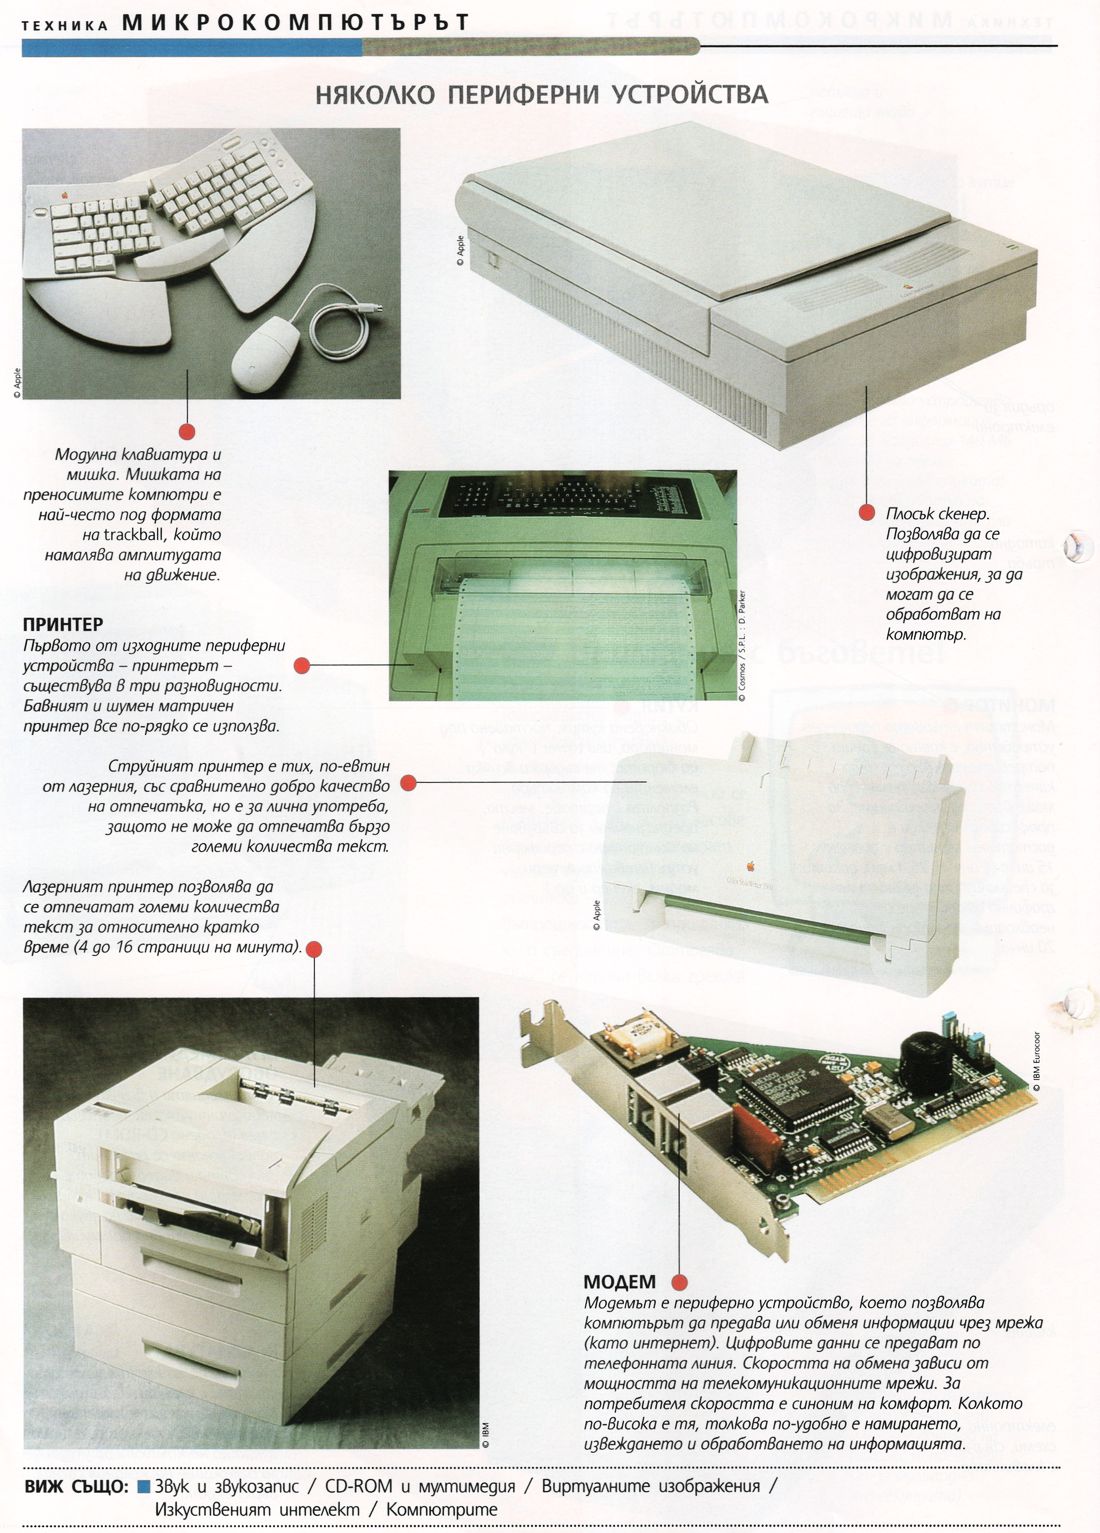 ТЕХНИКА МИКРОКОМПЮТЪРЪТ
НЯКОЛКО ПЕРИФЕРНИ УСТРОЙСТВА
© Apple
© Apple
Модулна клавиатура и
мишка. Мишката на
преносимите компютри е
най-често под формата
на trackball, който
намалява амплитудата
на движение.
Плосък скенер.
Позволява да се
цифровизират
изображения, за да
могат да се
обработват на
компютър.
© Cosmos / S.P.L. : D. Parker
ПРИНТЕР
Първото от изходните периферни
устройства – принтерът –
съществува в три разновидности.
Бавният и шумен матричен
принтер все по-рядко се използва.
Струйният принтер е тих, по-евтин
от лазерния, със сравнително добро качество
на отпечатъка, но е за лична употреба,
защото не може да отпечатва бързо
големи количества текст.
© Apple
Лазерният принтер позволява да
се отпечатат големи количества
текст за относително кратко
време (4 до 16 страници на минута).
© IBM
© IBM Eurocoor
МОДЕМ
Модемът е периферно устройство, което позволява
компютърът да предава или обменя информации чрез мрежа
(като интернет). Цифровите данни се предават по
телефонната линия. Скоростта на обмена зависи от
мощността на телекомуникационните мрежи. За
потребителя скоростта е синоним на комфорт. Колкото
по-висока е тя, толкова по-удобно е намирането,
извеждането и обработването на информацията.
ВИЖ СЪЩО: Звук и звукозапис / CD-ROM и мултимедия / Виртуалните изображения /
Изкуственият интелект / Компютрите